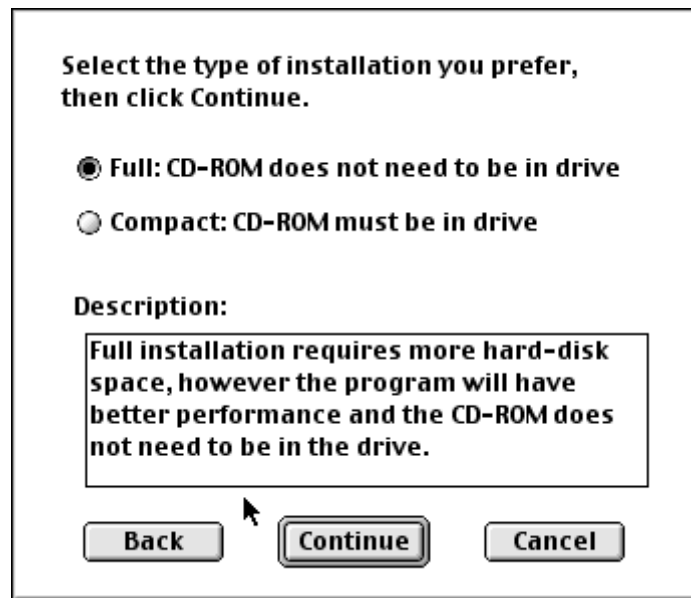 Select the type of installation you prefer,
then click Continue.
Full: CD-ROM does not need to be in drive
Compact: CD-ROM must be in drive
Description:
Full installation requires more hard-disk
space, however the program will have
better performance and the CD-ROM does
not need to be in the drive.
Back Continue Cancel